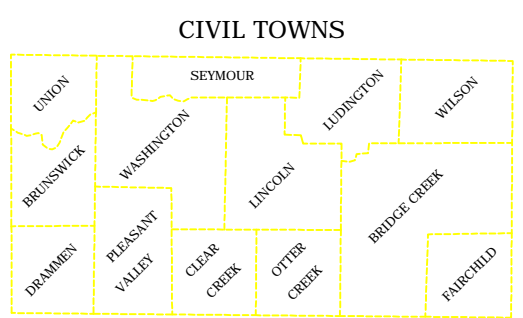 CIVIL TOWNS
SEYMOUR
UNION
WASHINGTON
LUDINGTON
WILSON
BRUNSWICK
LINCOLN
BRIDGE CREEK
DRAMMEN
PLEASANT
VALLEY
CLEAR
CREEK
OTTER
CREEK
FAIRCHILD